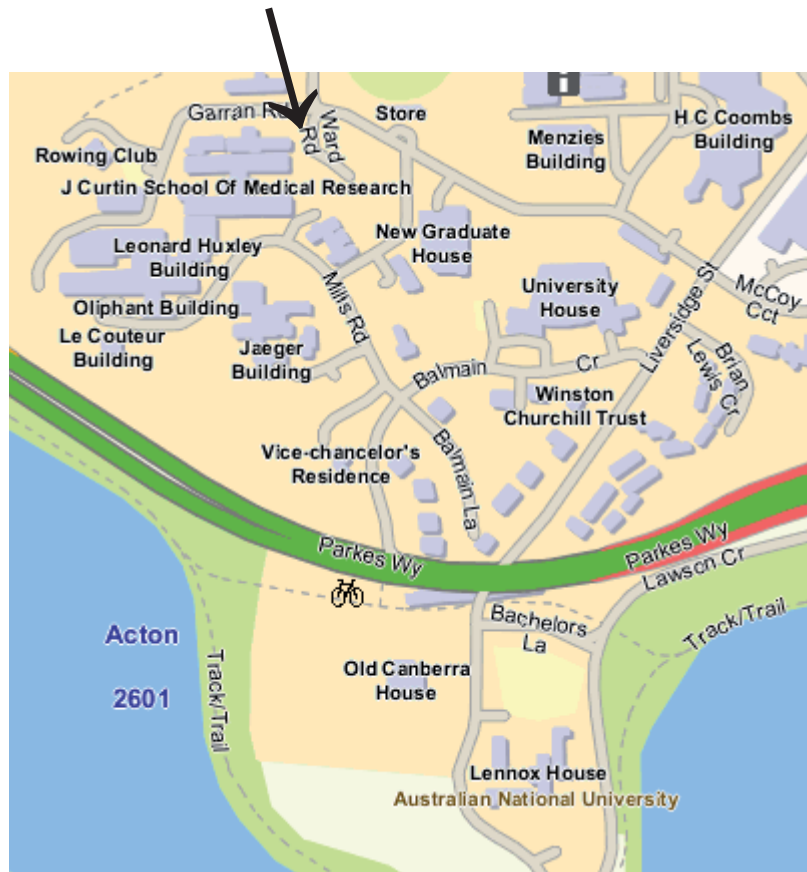 Garran Rd
Ward
Rd
Store
H C Coombs
Building
Menzies
Building
Rowing Club
J Curtin School Of Medical Research
New Graduate
House
Leonard Huxley
Building
Mills Rd
University
House
Liversidge St
McCoy
Cct
Oliphant Building
Le Couteur
Building
Jaeger
Building
Balmain
Cr
Brian
Lewis Cr
Winston
Churchill Trust
Balmain La
Vice-chancelor's
Residence
Parkes Wy
Parkes Wy
Lawson Cr
Bachelors
La
Track/Trail
Acton
2601
Track/Trail
Old Canberra
House
Lennox House
Australian National University